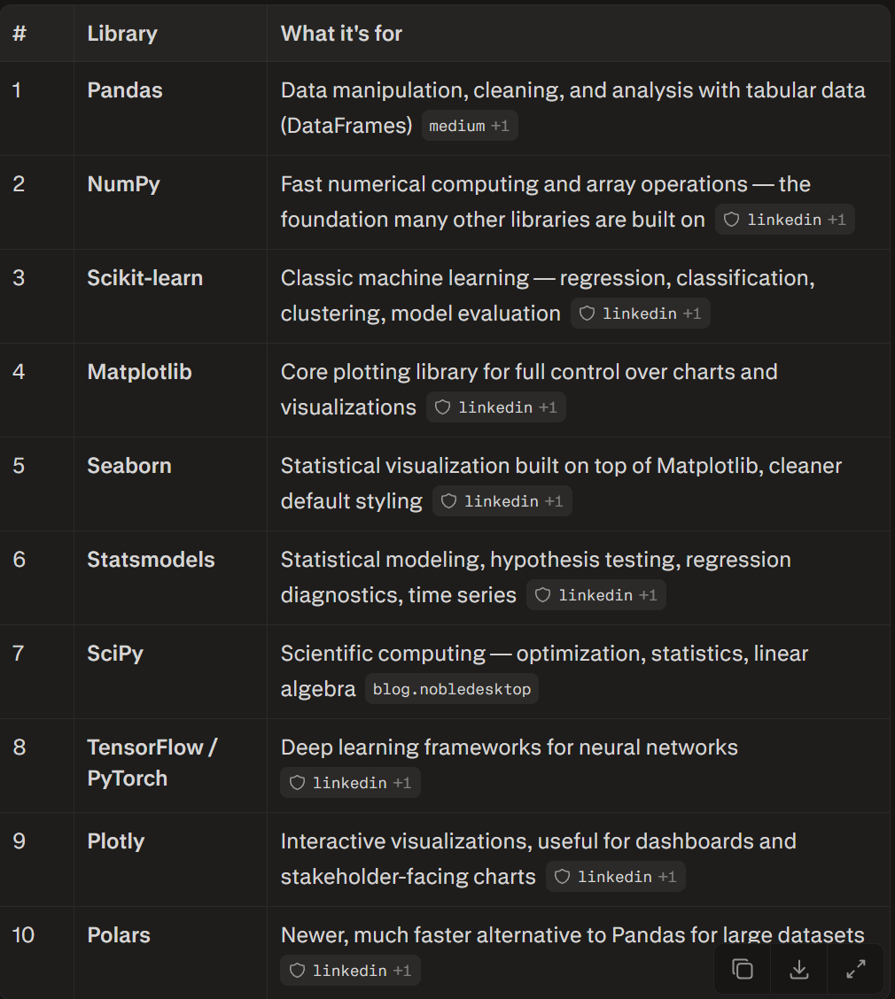 # Library What it's for
1 Pandas Data manipulation, cleaning, and analysis with tabular data
(DataFrames) medium +1
2 NumPy Fast numerical computing and array operations — the
foundation many other libraries are built on linkedin +1
3 Scikit-learn Classic machine learning — regression, classification,
clustering, model evaluation linkedin +1
4 Matplotlib Core plotting library for full control over charts and
visualizations linkedin +1
5 Seaborn Statistical visualization built on top of Matplotlib, cleaner
default styling linkedin +1
6 Statsmodels Statistical modeling, hypothesis testing, regression
diagnostics, time series linkedin +1
7 SciPy Scientific computing — optimization, statistics, linear
algebra blog.nobledesktop
8 TensorFlow / Deep learning frameworks for neural networks
PyTorch linkedin +1
9 Plotly Interactive visualizations, useful for dashboards and
stakeholder-facing charts linkedin +1
10 Polars Newer, much faster alternative to Pandas for large datasets
linkedin +1